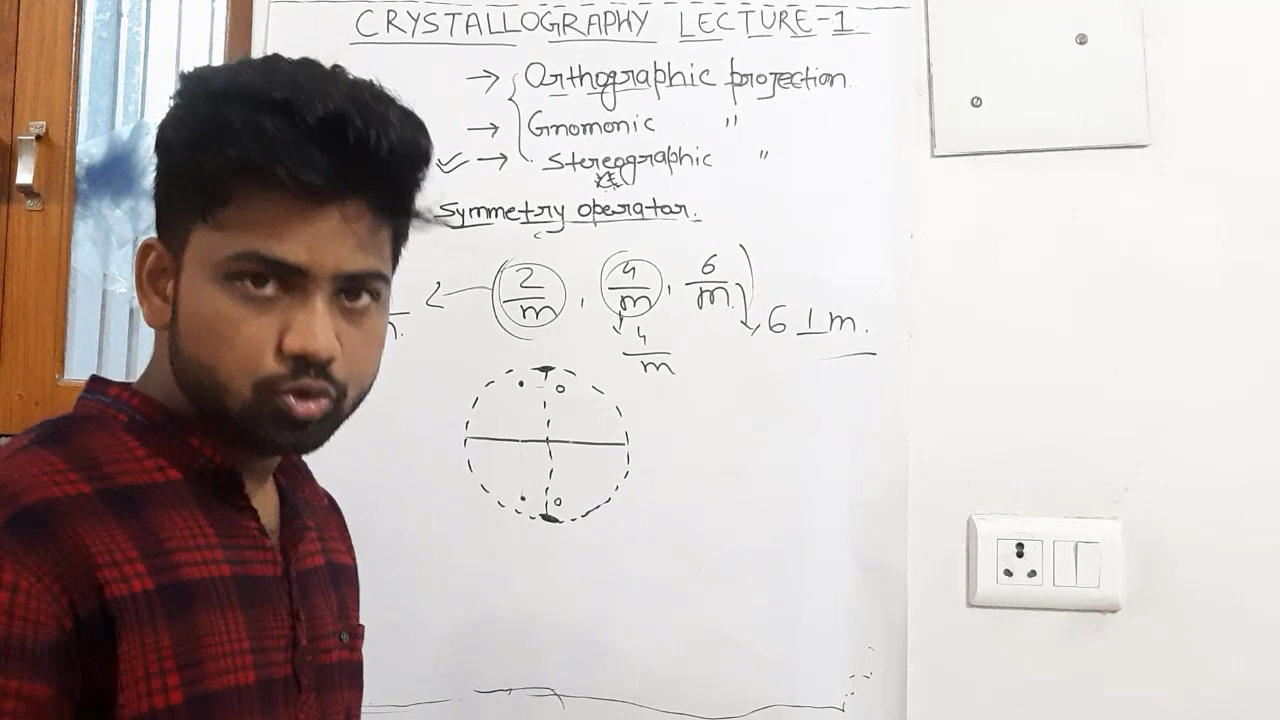 CRYSTALLOGRAPHY LECTURE-1
→ Orthographic projection
→ Gnomonic "
✓ → Stereographic "
Symmetry operator.
2/m , 4/m , 6/m
6 ⊥ m.
4/m